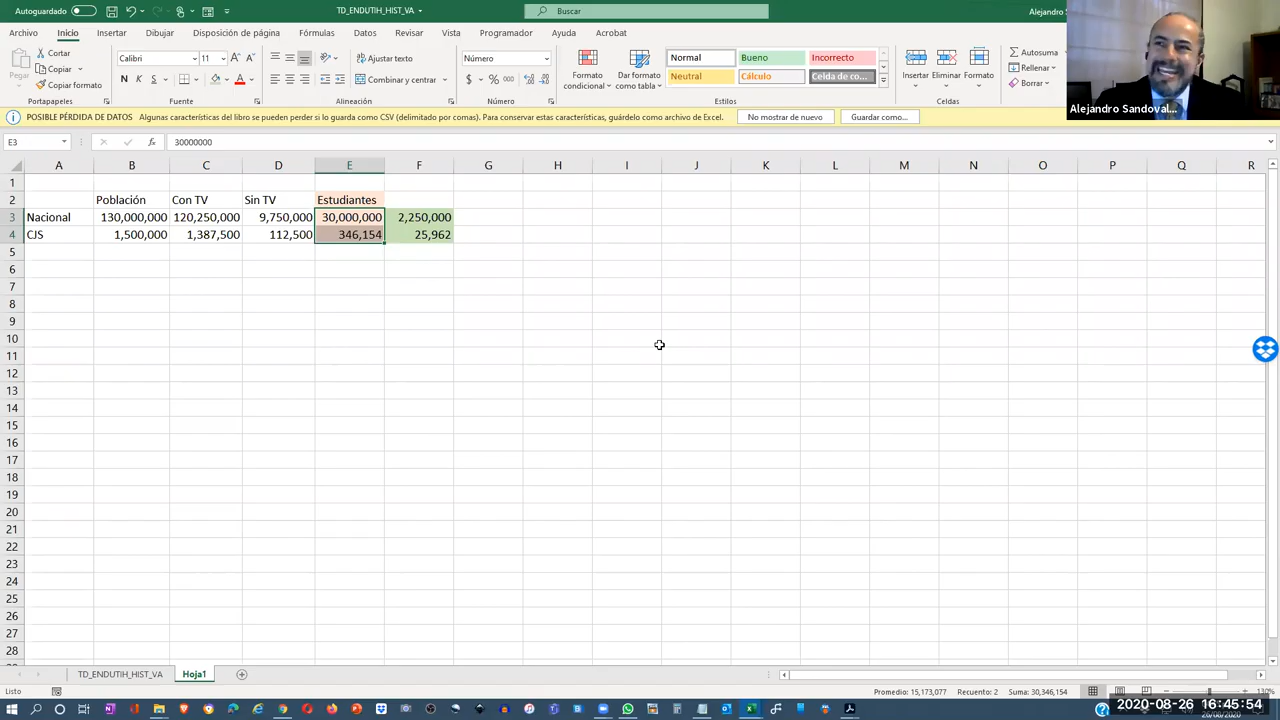 Autoguardado
TD_ENDUTIH_HIST_VA
Buscar
Alejandro S
Archivo Inicio Insertar Dibujar Disposición de página Fórmulas Datos Revisar Vista Programador Ayuda Acrobat
Pegar
Cortar
Copiar
Copiar formato
Portapapeles
Calibri 11
N K S
Fuente
Ajustar texto
Combinar y centrar
Alineación
Número
$ % 000
Número
Formato condicional
Dar formato como tabla
Normal Bueno Incorrecto
Neutral Cálculo Celda de co...
Estilos
Insertar Eliminar Formato
Celdas
Autosuma
Rellenar
Borrar
Alejandro Sandoval...
POSIBLE PÉRDIDA DE DATOS Algunas características del libro se pueden perder si lo guarda como CSV (delimitado por comas). Para conservar estas características, guárdelo como archivo de Excel. No mostrar de nuevo Guardar como...
E3 fx 30000000
A B C D E F G H I J K L M N O P Q R
1
2 Población Con TV Sin TV Estudiantes
3 Nacional 130,000,000 120,250,000 9,750,000 30,000,000 2,250,000
4 CJS 1,500,000 1,387,500 112,500 346,154 25,962
5
6
7
8
9
10
11
12
13
14
15
16
17
18
19
20
21
22
23
24
25
26
27
28
TD_ENDUTIH_HIST_VA Hoja1
Listo
Promedio: 15,173,077 Recuento: 2 Suma: 30,346,154
130%
2020-08-26 16:45:54
26/08/2020